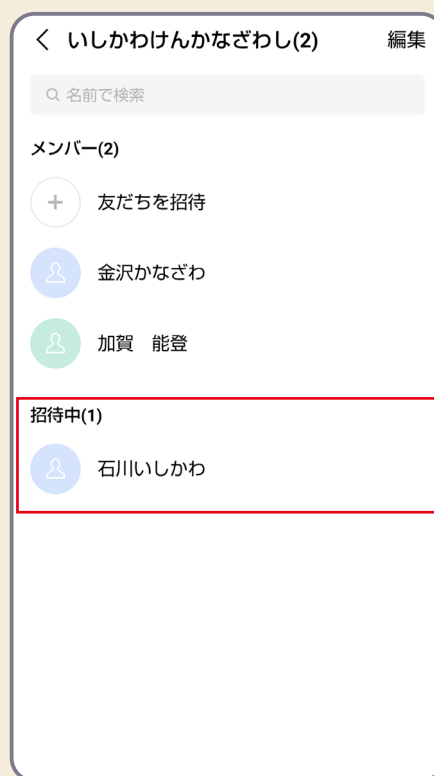 いしかわけんかなざわし(2) 編集
名前で検索
メンバー(2)
友だちを招待
金沢かなざわ
加賀　能登
招待中(1)
石川いしかわ